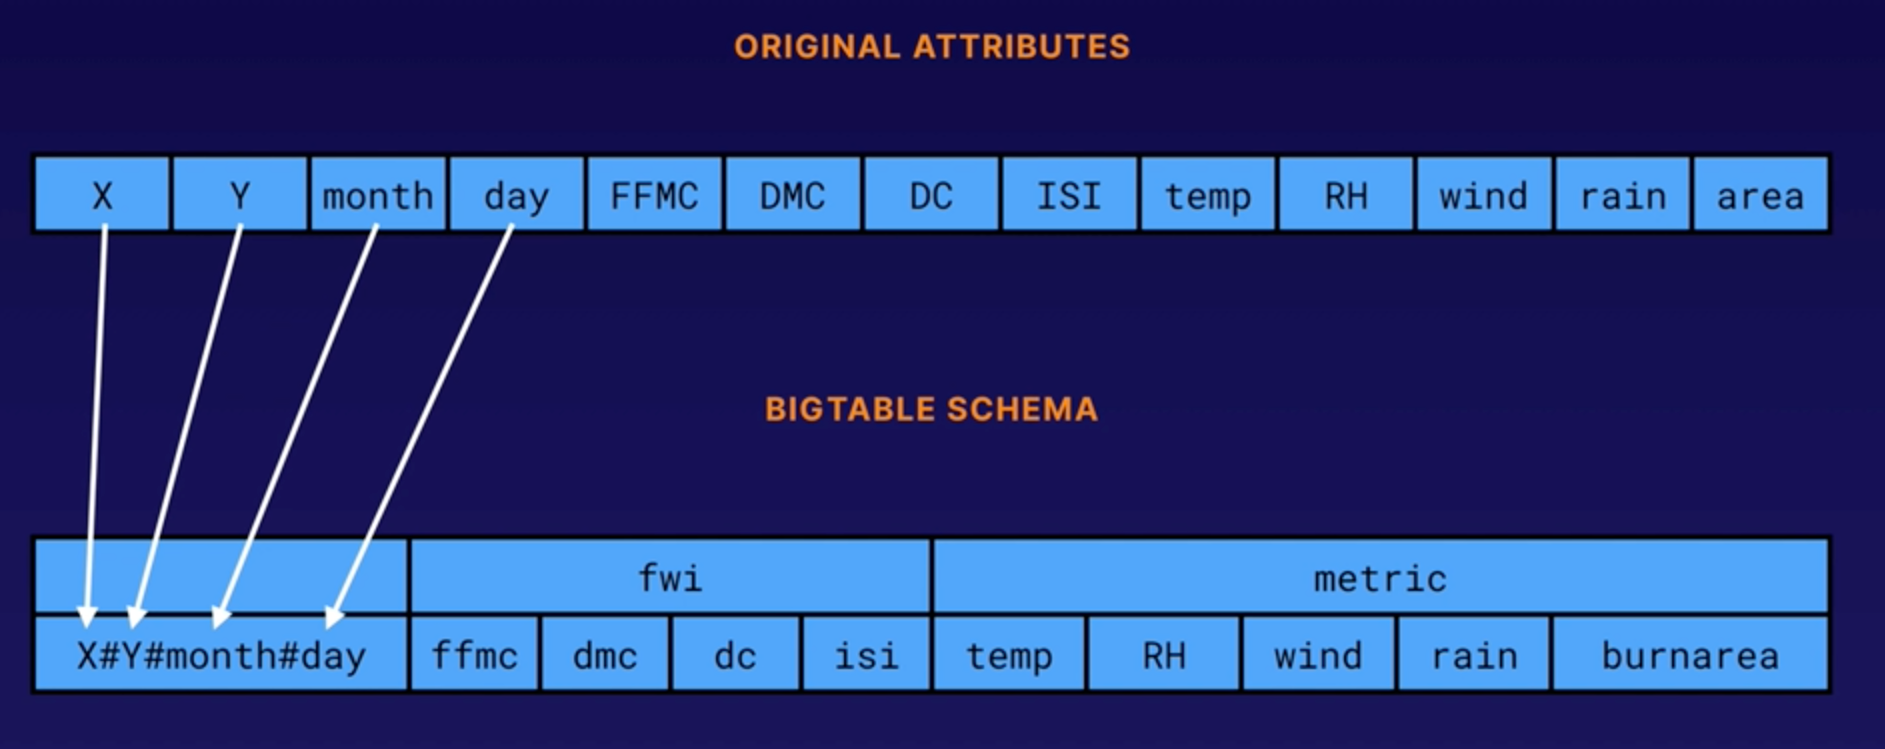 ORIGINAL ATTRIBUTES
X Y month day FFMC DMC DC ISI temp RH wind rain area
BIGTABLE SCHEMA
fwi metric
X#Y#month#day ffmc dmc dc isi temp RH wind rain burnarea